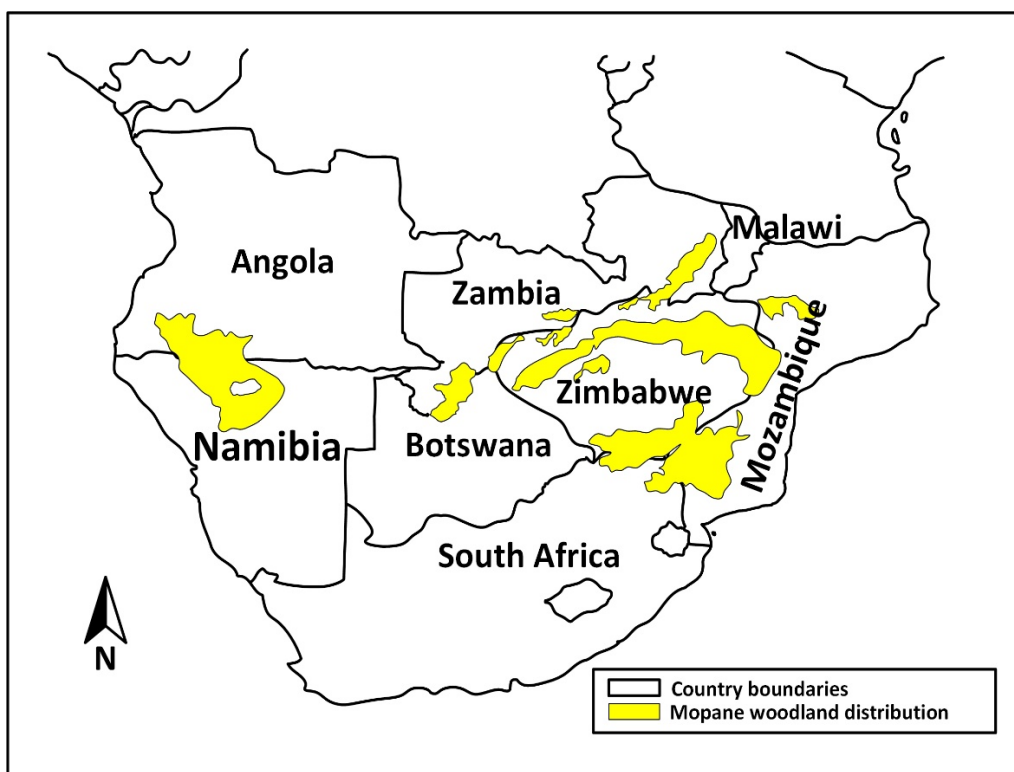 Malawi
Angola
Zambia
Zimbabwe
Mozambique
Namibia
Botswana
South Africa
N
Country boundaries
Mopane woodland distribution